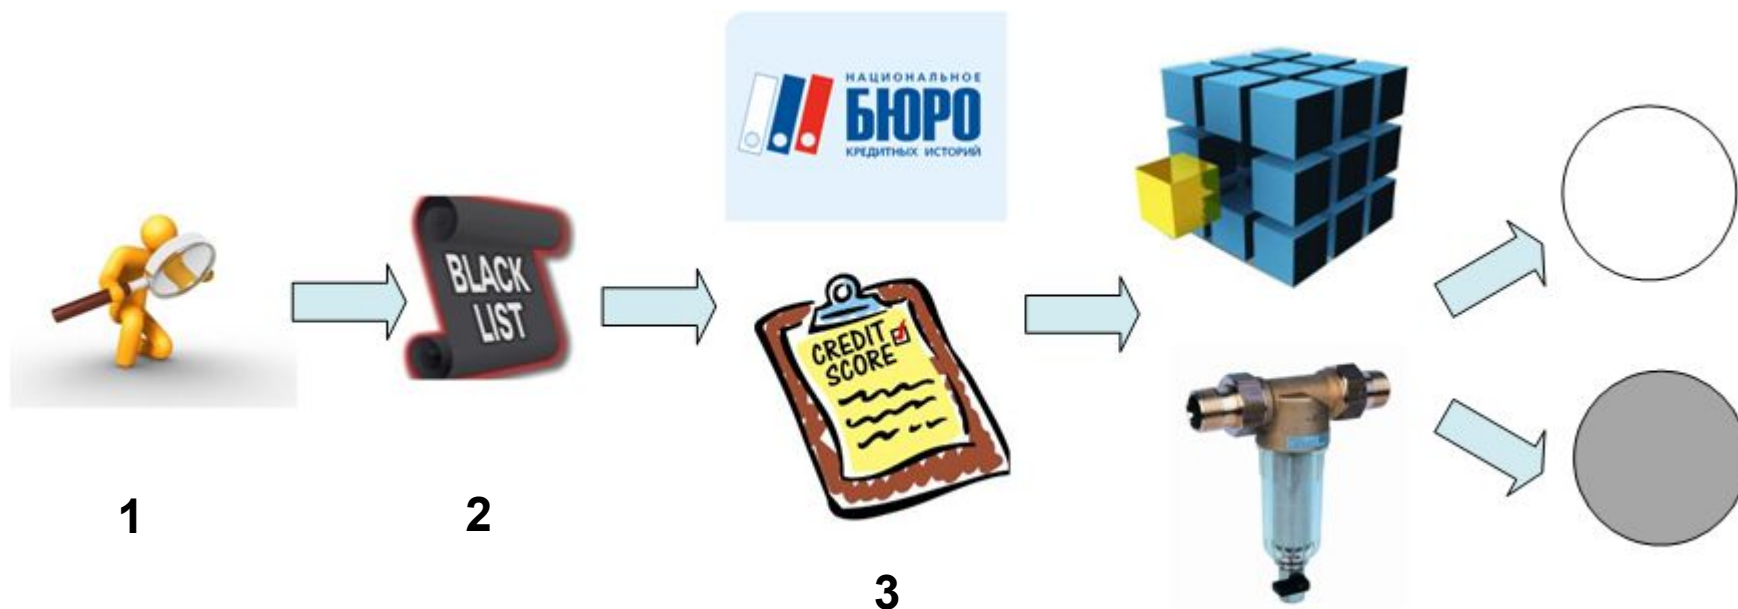 НАЦИОНАЛЬНОЕ
БЮРО
КРЕДИТНЫХ ИСТОРИЙ
BLACK
LIST
CREDIT
SCORE
1
2
3